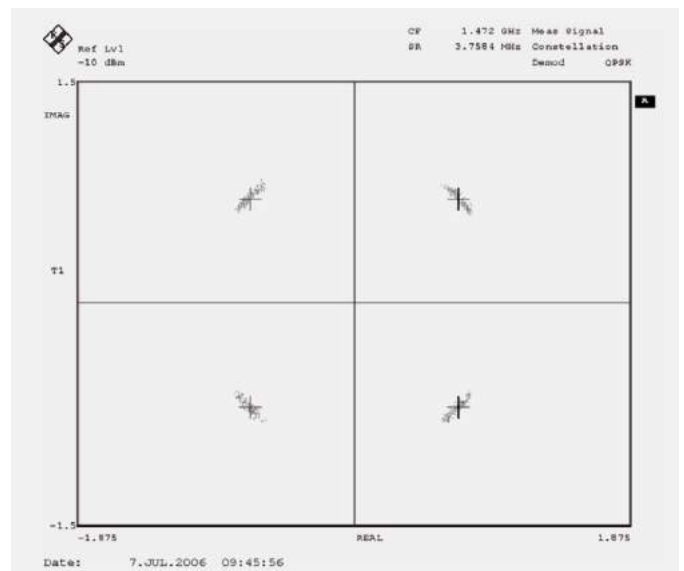 Ref Lvl
-10 dBm
CF 1.472 GHz Meas Signal
SR 3.7584 MHz Constellation
Demod QPSK
1.5
IMAG
A
T1
-1.5
-1.875 REAL 1.875
Date: 7.JUL.2006 09:45:56